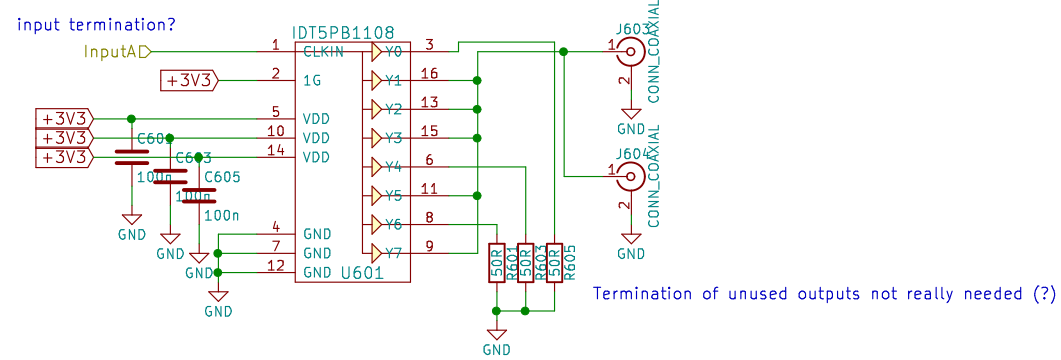 input termination?
InputA
IDT5PB1108
1 CLKIN
2 1G
+3V3
5 VDD
10 VDD
14 VDD
+3V3
+3V3
+3V3
C601
100n
C603
100n
C605
100n
GND
GND
GND
4 GND
7 GND
12 GND
GND
U601
Y0 3
Y1 16
Y2 13
Y3 15
Y4 6
Y5 11
Y6 8
Y7 9
50R
R601
50R
R603
50R
R605
GND
J603
1
2
CONN_COAXIAL
GND
J604
1
2
CONN_COAXIAL
GND
Termination of unused outputs not really needed (?)